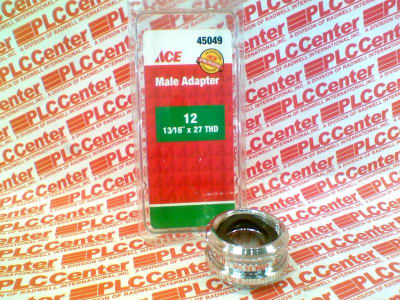 45049
ACE
Male Adapter
12
13/16" x 27 THD
PLCCenter
A DIVISION OF RADWELL INTERNATIONAL, INC.